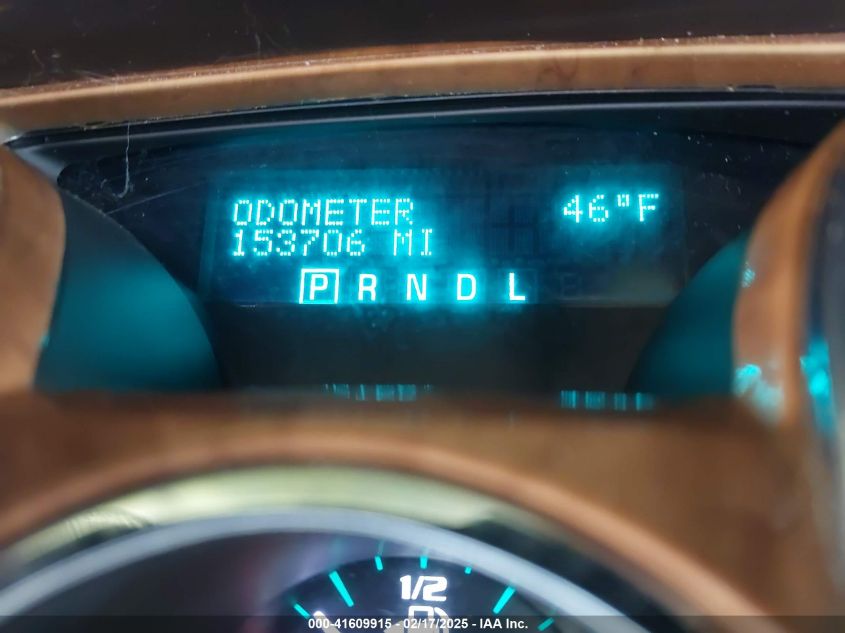 ODOMETER 46°F
153706 MI
P R N D L
1/2
000-41609915 - 02/17/2025 - IAA Inc.